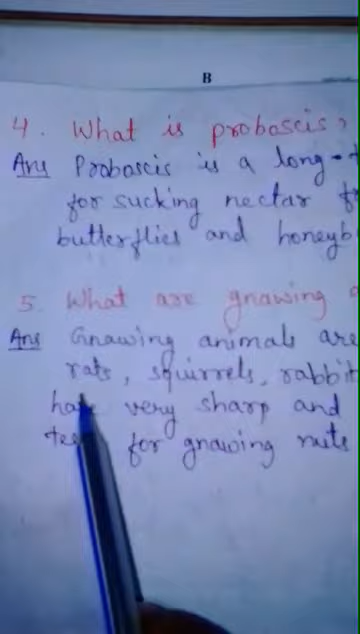 B
4. What is proboscis?
Ans Proboscis is a long-t
for sucking nectar f
butterflies and honeyb
5. What are gnawing
Ans Gnawing animals are
rats, squirrels, rabbit
have very sharp and
for gnawing nuts